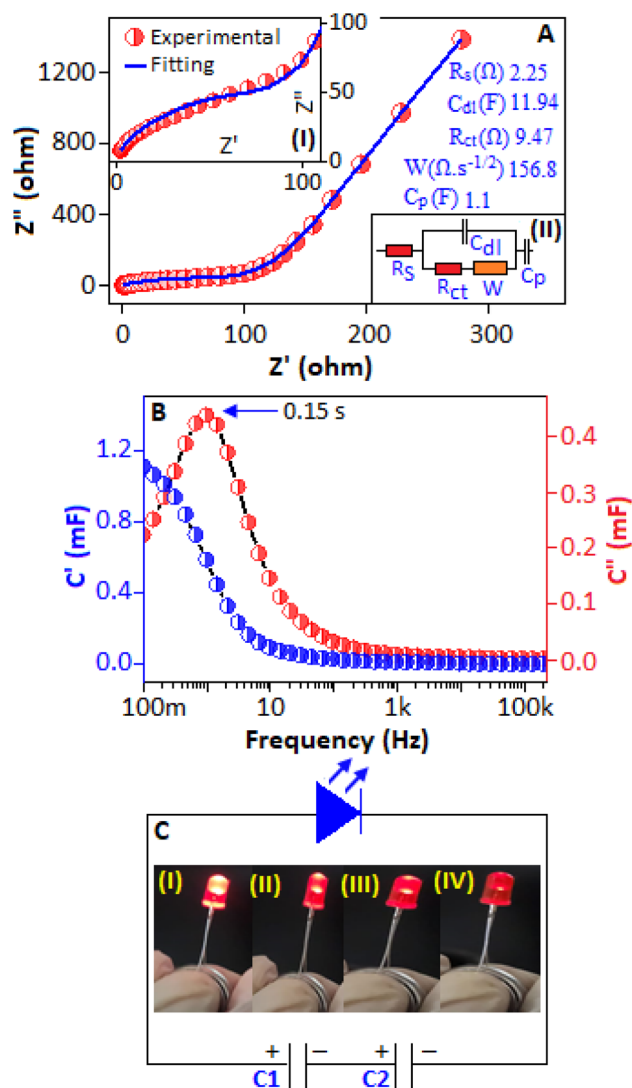 Experimental
Fitting
A
100
50
0
Z''
Z'
(I)
0
100
1200
800
400
0
Z'' (ohm)
Rs(Ω) 2.25
Cdl(F) 11.94
Rct(Ω) 9.47
W(Ω.s-1/2) 156.8
Cp(F) 1.1
(II)
Cdl
RS
Rct
W
Cp
0
100
200
300
Z' (ohm)
B
0.15 s
1.2
0.8
0.4
0.0
C' (mF)
0.4
0.3
0.2
0.1
0.0
C'' (mF)
100m
10
1k
100k
Frequency (Hz)
C
(I)
(II)
(III)
(IV)
+ − + −
C1 C2